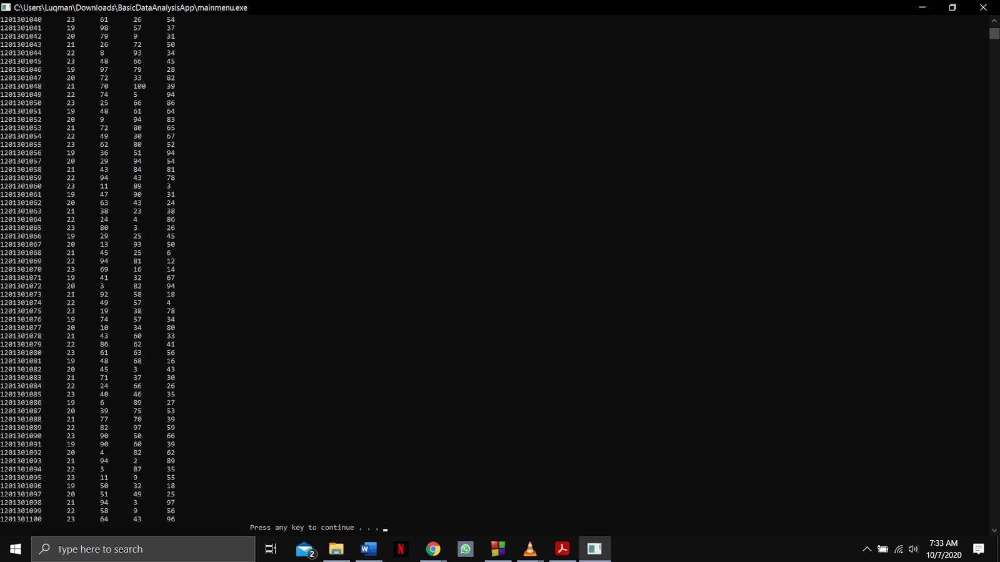 C:\Users\Luqman\Downloads\BasicDataAnalysisApp\mainmenu.exe
1201301040 23 61 26 54
1201301041 19 98 57 37
1201301042 20 79 9 31
1201301043 21 26 72 50
1201301044 22 8 93 34
1201301045 23 48 66 45
1201301046 19 97 79 28
1201301047 20 72 33 82
1201301048 21 70 100 39
1201301049 22 74 5 94
1201301050 23 25 66 86
1201301051 19 48 61 64
1201301052 20 9 94 83
1201301053 21 72 80 65
1201301054 22 49 30 67
1201301055 23 62 80 52
1201301056 19 36 51 94
1201301057 20 29 94 54
1201301058 21 43 84 81
1201301059 22 94 43 78
1201301060 23 11 89 3
1201301061 19 47 90 31
1201301062 20 63 43 24
1201301063 21 38 23 38
1201301064 22 24 4 86
1201301065 23 80 3 26
1201301066 19 29 25 45
1201301067 20 13 93 50
1201301068 21 45 25 6
1201301069 22 94 81 12
1201301070 23 69 16 14
1201301071 19 41 32 67
1201301072 20 3 82 94
1201301073 21 92 58 18
1201301074 22 49 57 4
1201301075 23 19 38 78
1201301076 19 74 57 34
1201301077 20 10 34 80
1201301078 21 43 60 33
1201301079 22 86 62 41
1201301080 23 61 63 56
1201301081 19 48 68 16
1201301082 20 45 3 43
1201301083 21 71 37 30
1201301084 22 24 66 26
1201301085 23 40 46 35
1201301086 19 6 89 27
1201301087 20 39 75 53
1201301088 21 77 70 39
1201301089 22 82 97 59
1201301090 23 90 50 66
1201301091 19 90 60 39
1201301092 20 4 82 62
1201301093 21 94 2 89
1201301094 22 3 87 35
1201301095 23 11 9 55
1201301096 19 50 32 18
1201301097 20 51 49 25
1201301098 21 94 3 97
1201301099 22 58 9 56
1201301100 23 64 43 96
Press any key to continue . . .
Type here to search
2
7:33 AM
10/7/2020